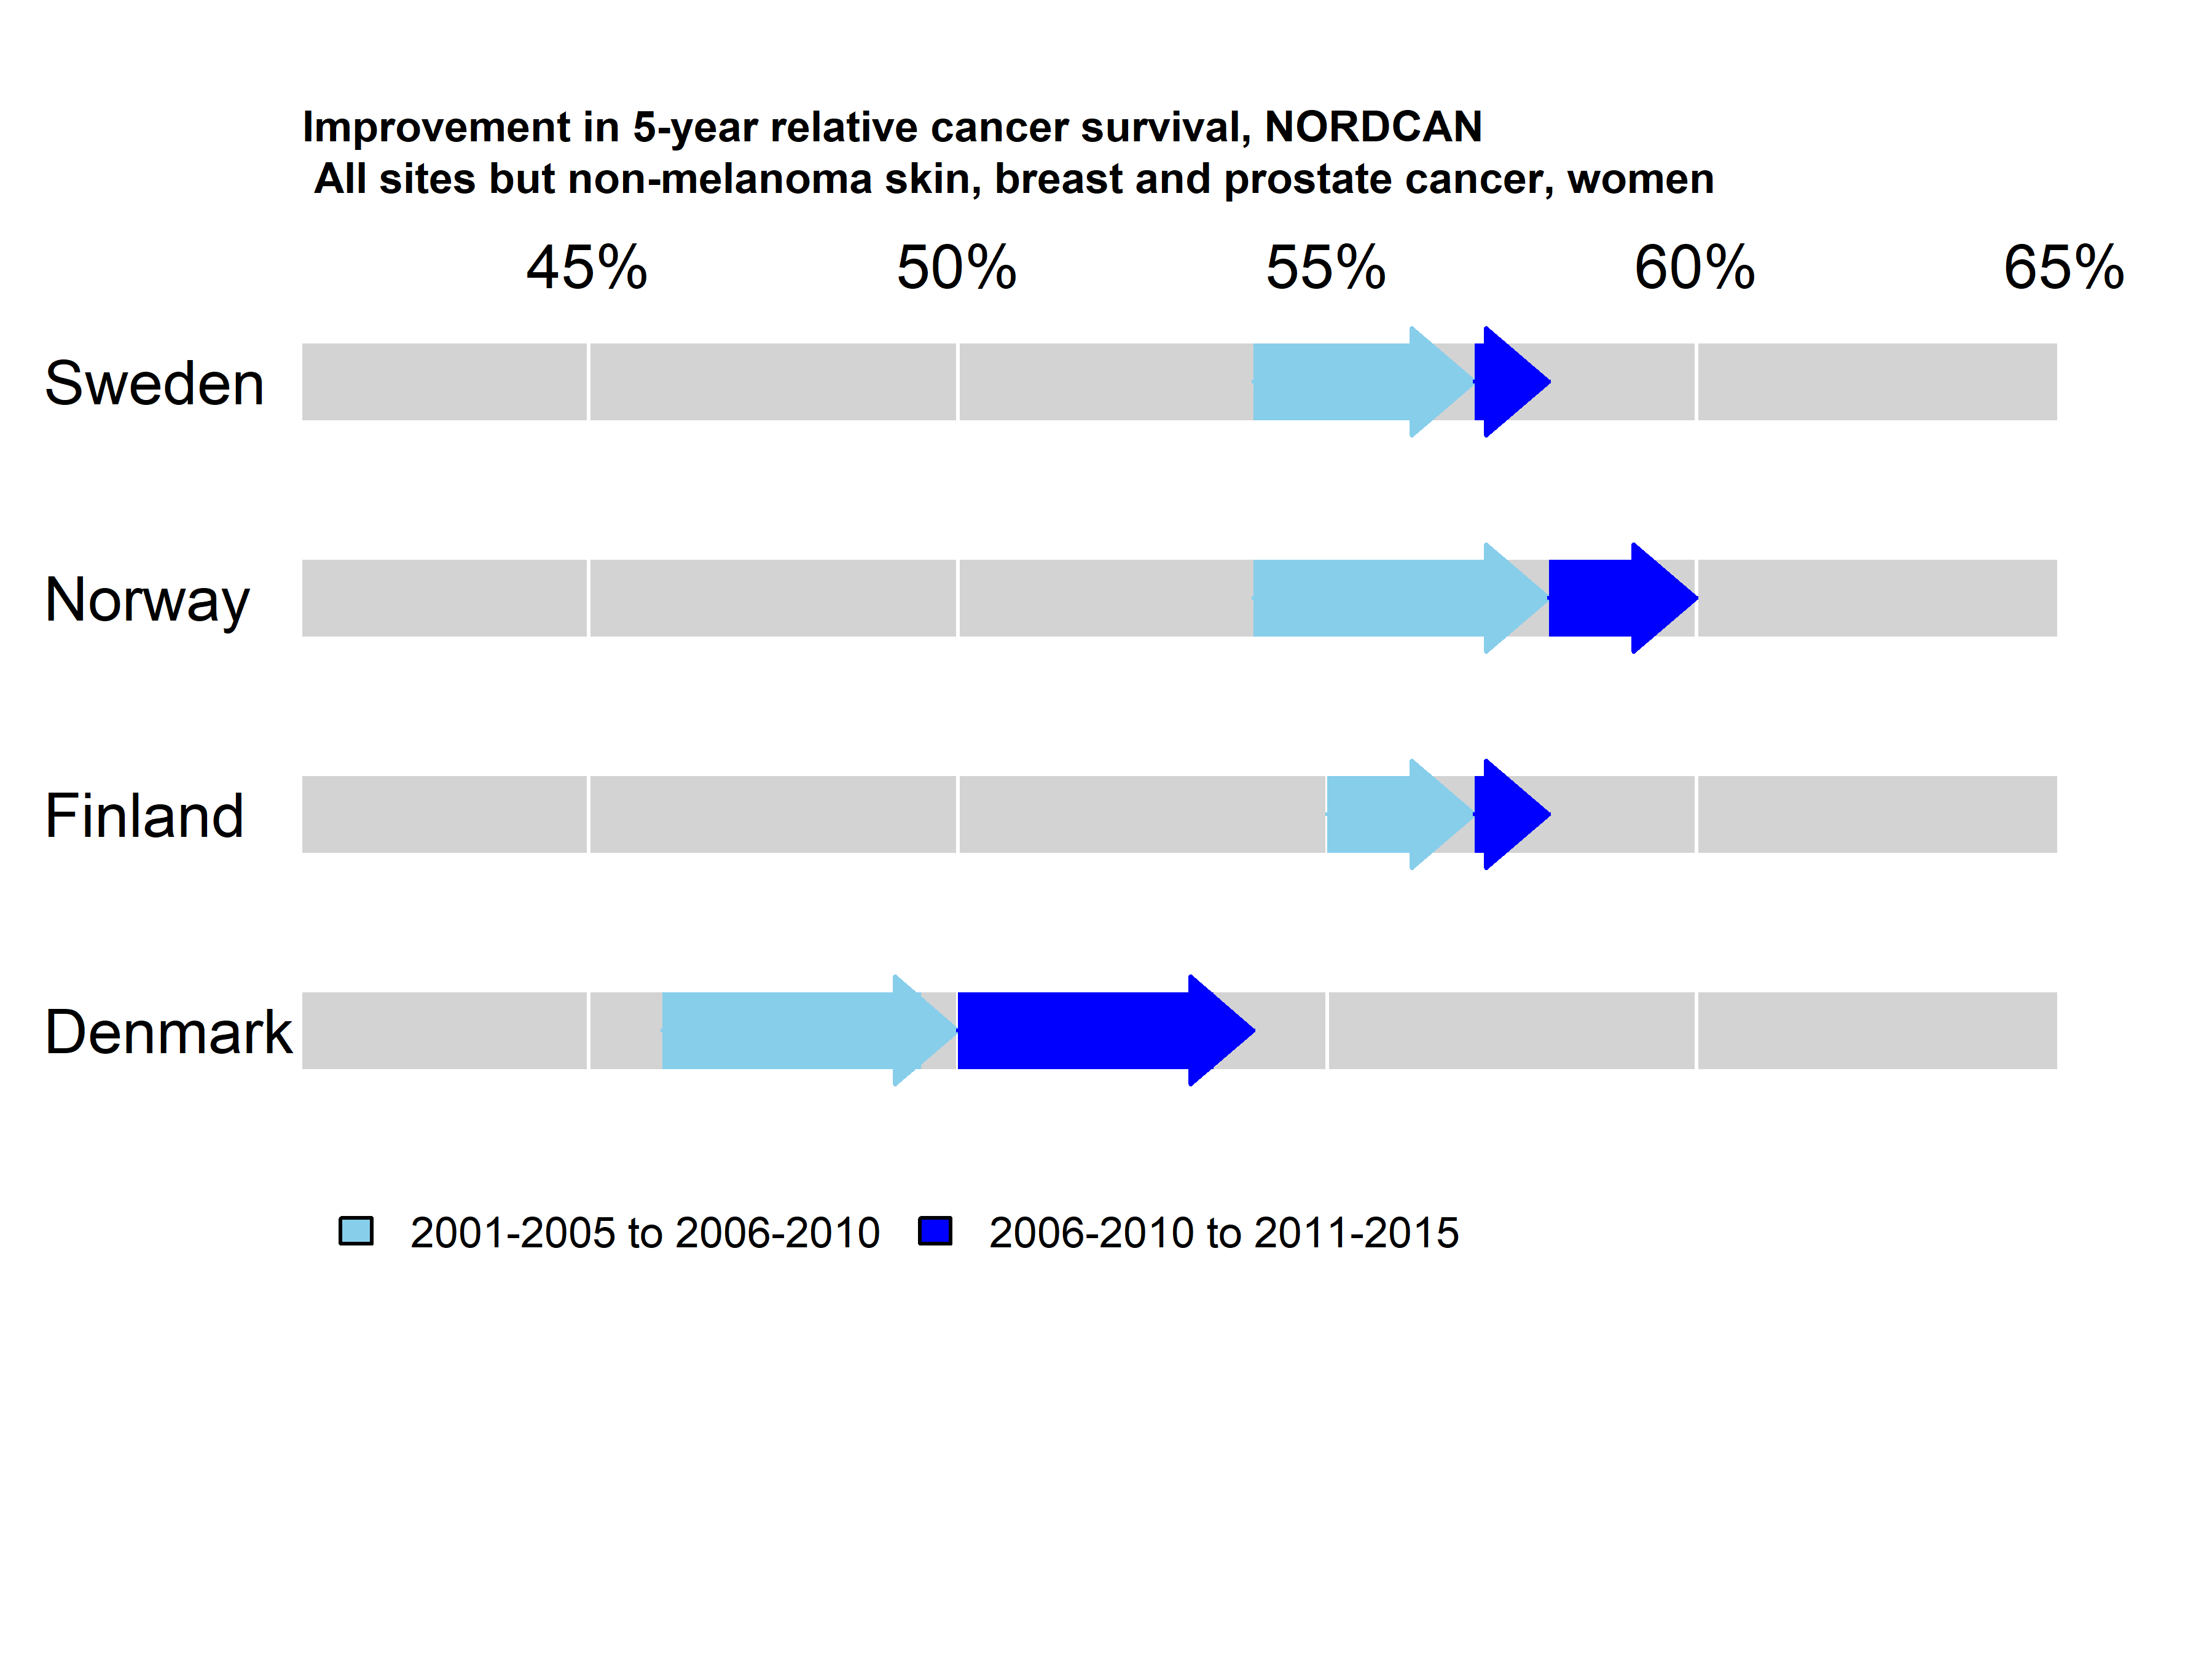 Improvement in 5-year relative cancer survival, NORDCAN
All sites but non-melanoma skin, breast and prostate cancer, women
45% 50% 55% 60% 65%
Sweden
Norway
Finland
Denmark
2001-2005 to 2006-2010 2006-2010 to 2011-2015